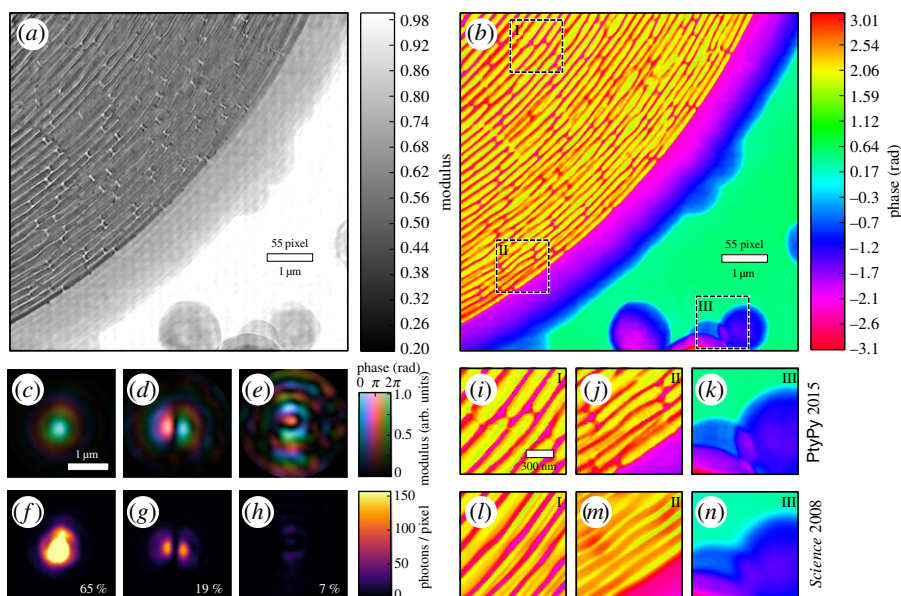 (a)
55 pixel
1 µm
0.98
0.92
0.86
0.80
0.74
0.68
0.62
0.56
0.50
0.44
0.38
0.32
0.26
0.20
modulus
(b)
I
II
III
55 pixel
1 µm
3.01
2.54
2.06
1.59
1.12
0.64
0.17
–0.3
–0.7
–1.2
–1.7
–2.1
–2.6
–3.1
phase (rad)
(c)
1 µm
(d)
(e)
phase (rad)
0 π 2π
1.0
0.5
0
modulus (arb. units)
(f)
65 %
(g)
19 %
(h)
7 %
150
100
50
0
photons / pixel
(i)
I
300 nm
(j)
II
(k)
III
PtyPy 2015
(l)
I
(m)
II
(n)
III
Science 2008